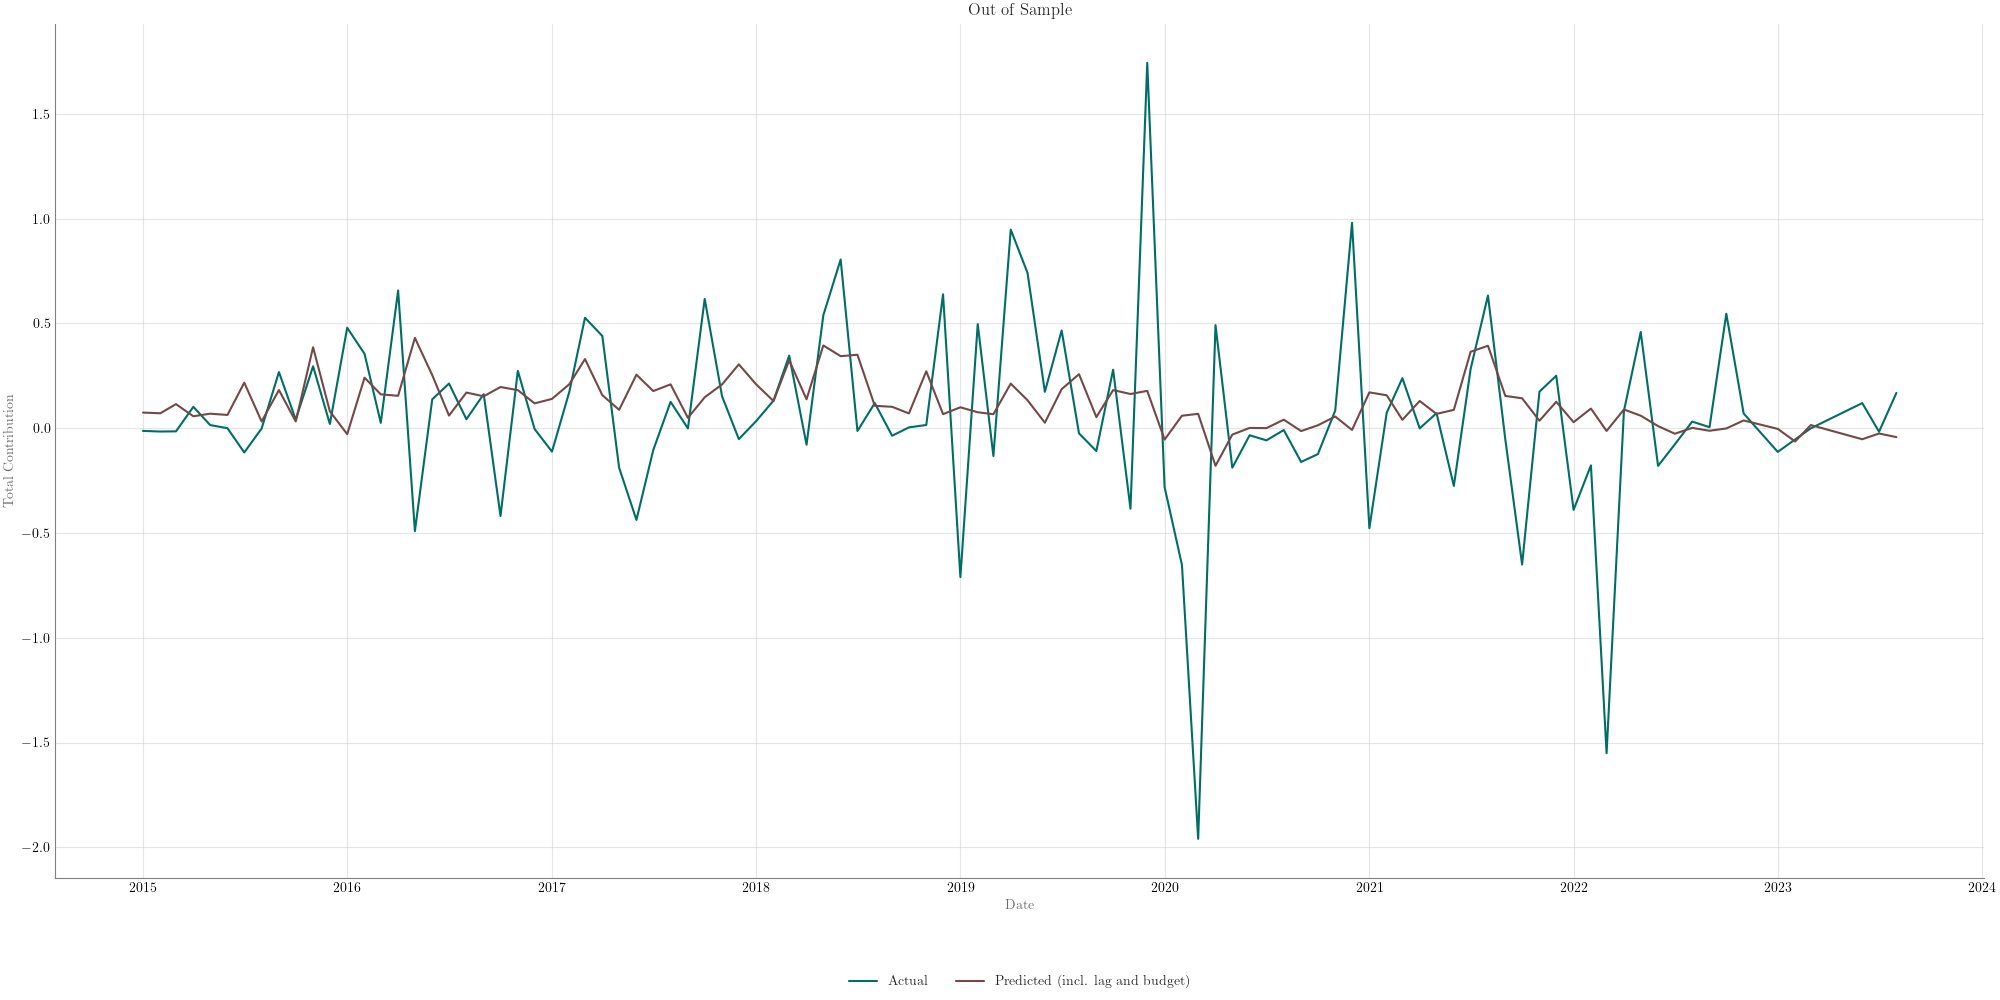 Out of Sample
Total Contribution
1.5
1.0
0.5
0.0
−0.5
−1.0
−1.5
−2.0
2015 2016 2017 2018 2019 2020 2021 2022 2023 2024
Date
Actual Predicted (incl. lag and budget)